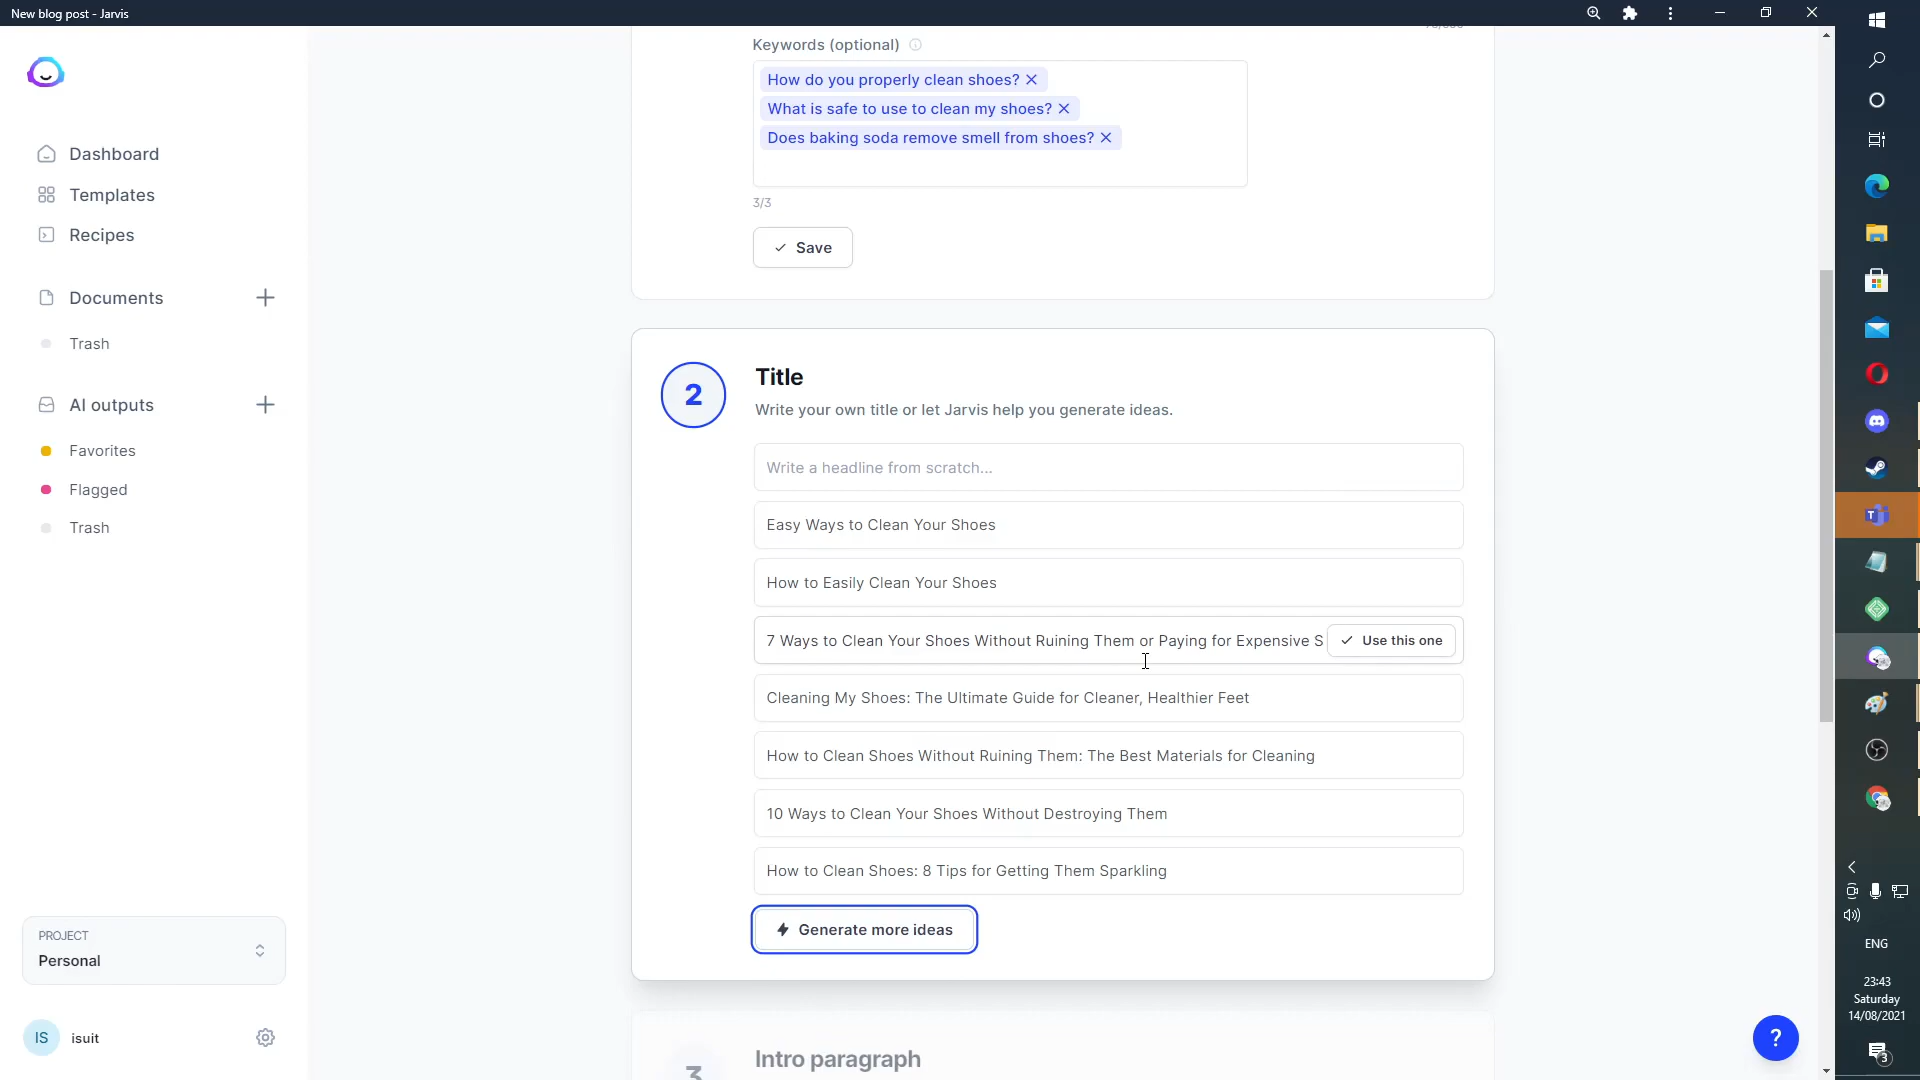 New blog post - Jarvis
Dashboard
Templates
Recipes
Documents
Trash
AI outputs
Favorites
Flagged
Trash
PROJECT
Personal
IS
isuit
Keywords (optional)
How do you properly clean shoes?
What is safe to use to clean my shoes?
Does baking soda remove smell from shoes?
3/3
Save
2
Title
Write your own title or let Jarvis help you generate ideas.
Write a headline from scratch...
Easy Ways to Clean Your Shoes
How to Easily Clean Your Shoes
7 Ways to Clean Your Shoes Without Ruining Them or Paying for Expensive S
Use this one
Cleaning My Shoes: The Ultimate Guide for Cleaner, Healthier Feet
How to Clean Shoes Without Ruining Them: The Best Materials for Cleaning
10 Ways to Clean Your Shoes Without Destroying Them
How to Clean Shoes: 8 Tips for Getting Them Sparkling
Generate more ideas
3
Intro paragraph
?
T
ENG
23:43
Saturday
14/08/2021
3